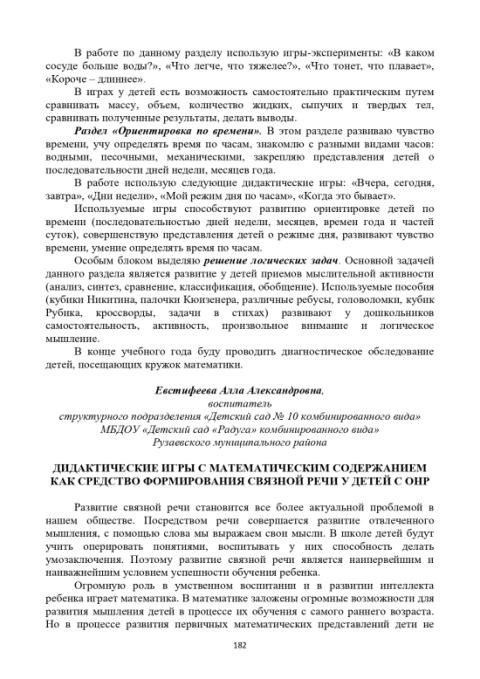 В работе по данному разделу использую игры-эксперименты: «В каком
сосуде больше воды?», «Что легче, что тяжелее?», «Что тонет, что плавает»,
«Короче – длиннее».
В играх у детей есть возможность самостоятельно практическим путем
сравнивать массу, объем, количество жидких, сыпучих и твердых тел,
сравнивать полученные результаты, делать выводы.
Раздел «Ориентировка по времени». В этом разделе развиваю чувство
времени, учу определять время по часам, знакомлю с разными видами часов:
водными, песочными, механическими, закрепляю представления детей о
последовательности дней недели, месяцев года.
В работе использую следующие дидактические игры: «Вчера, сегодня,
завтра», «Дни недели», «Мой режим дня по часам», «Когда это бывает».
Используемые игры способствуют развитию ориентировке детей по
времени (последовательностью дней недели, месяцев, времен года и частей
суток), совершенствую представления детей о режиме дня, развивают чувство
времени, умение определять время по часам.
Особым блоком выделяю решение логических задач. Основной задачей
данного раздела является развитие у детей приемов мыслительной активности
(анализ, синтез, сравнение, классификация, обобщение). Используемые пособия
(кубики Никитина, палочки Кюизенера, различные ребусы, головоломки, кубик
Рубика, кроссворды, задачи в стихах) развивают у дошкольников
самостоятельность, активность, произвольное внимание и логическое
мышление.
В конце учебного года буду проводить диагностическое обследование
детей, посещающих кружок математики.
Евстифеева Алла Александровна,
воспитатель
структурного подразделения «Детский сад № 10 комбинированного вида»
МБДОУ «Детский сад «Радуга» комбинированного вида»
Рузаевского муниципального района
ДИДАКТИЧЕСКИЕ ИГРЫ С МАТЕМАТИЧЕСКИМ СОДЕРЖАНИЕМ
КАК СРЕДСТВО ФОРМИРОВАНИЯ СВЯЗНОЙ РЕЧИ У ДЕТЕЙ С ОНР
Развитие связной речи становится все более актуальной проблемой в
нашем обществе. Посредством речи совершается развитие отвлеченного
мышления, с помощью слова мы выражаем свои мысли. В школе детей будут
учить оперировать понятиями, воспитывать у них способность делать
умозаключения. Поэтому развитие связной речи является наипервейшим и
наиважнейшим условием успешности обучения ребенка.
Огромную роль в умственном воспитании и в развитии интеллекта
ребенка играет математика. В математике заложены огромные возможности для
развития мышления детей в процессе их обучения с самого раннего возраста.
Но в процессе развития первичных математических представлений дети не
182